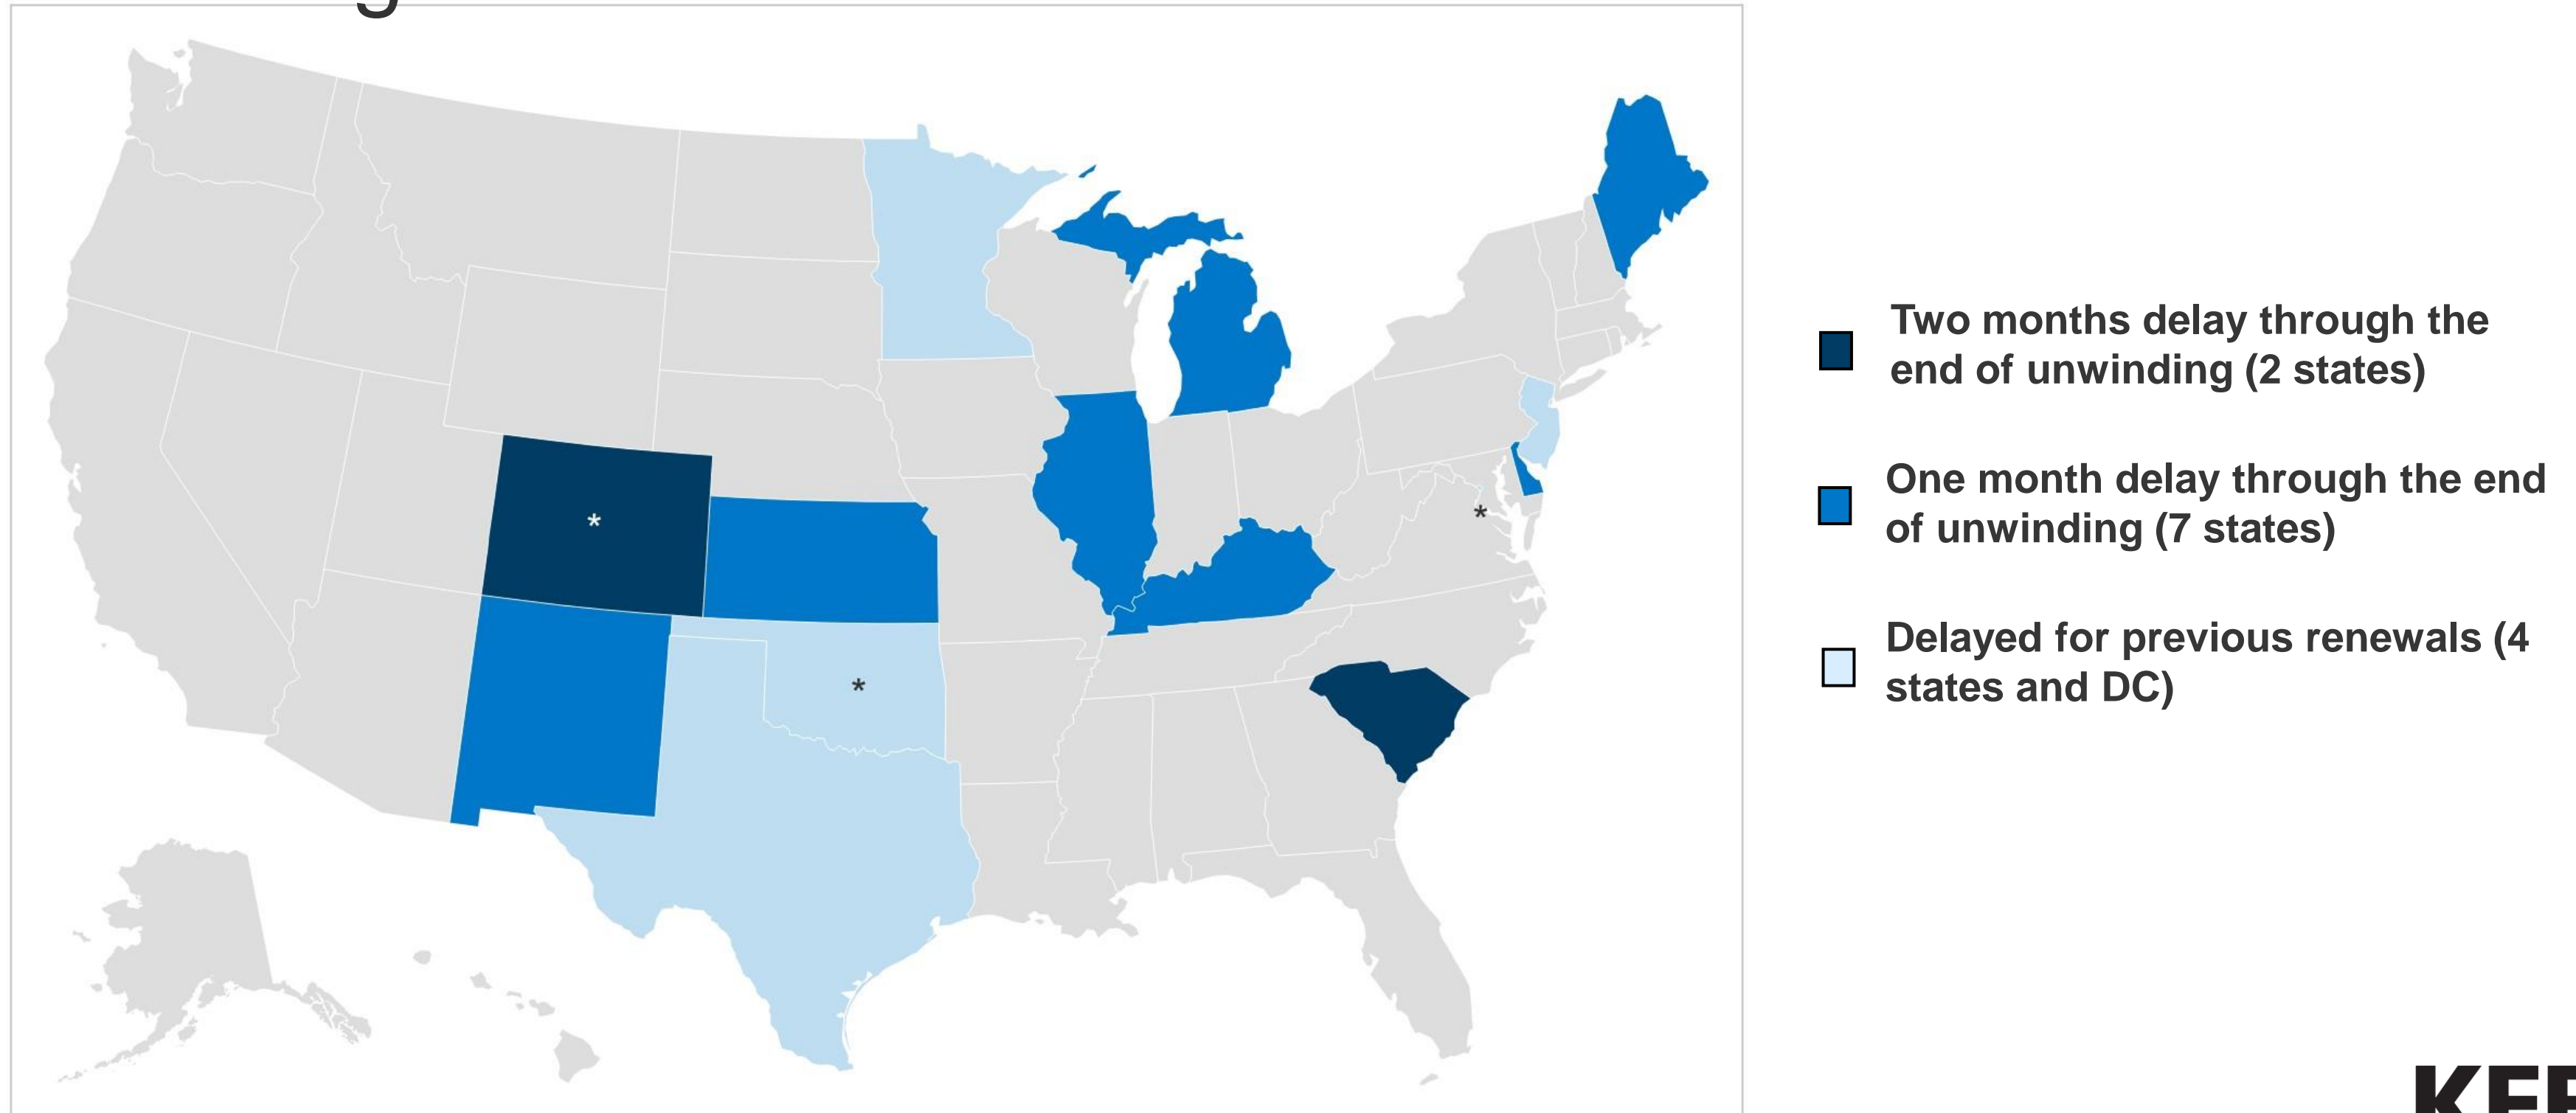 *
*
*
Two months delay through the
end of unwinding (2 states)
One month delay through the end
of unwinding (7 states)
Delayed for previous renewals (4
states and DC)